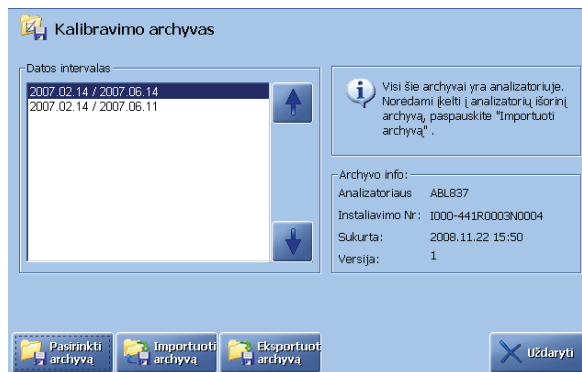 Kalibravimo archyvas
Datos intervalas
2007.02.14 / 2007.06.14
2007.02.14 / 2007.06.11
Visi šie archyvai yra analizatoriuje.
Norėdami įkelti į analizatorių išorinį
archyvą, paspauskite "Importuoti
archyvą" .
Archyvo info:
Analizatoriaus ABL837
Instaliavimo Nr: I000-441R0003N0004
Sukurta: 2008.11.22 15:50
Versija: 1
Pasirinkti
archyvą
Importuoti
archyvą
Eksportuot
archyvą
Uždaryti